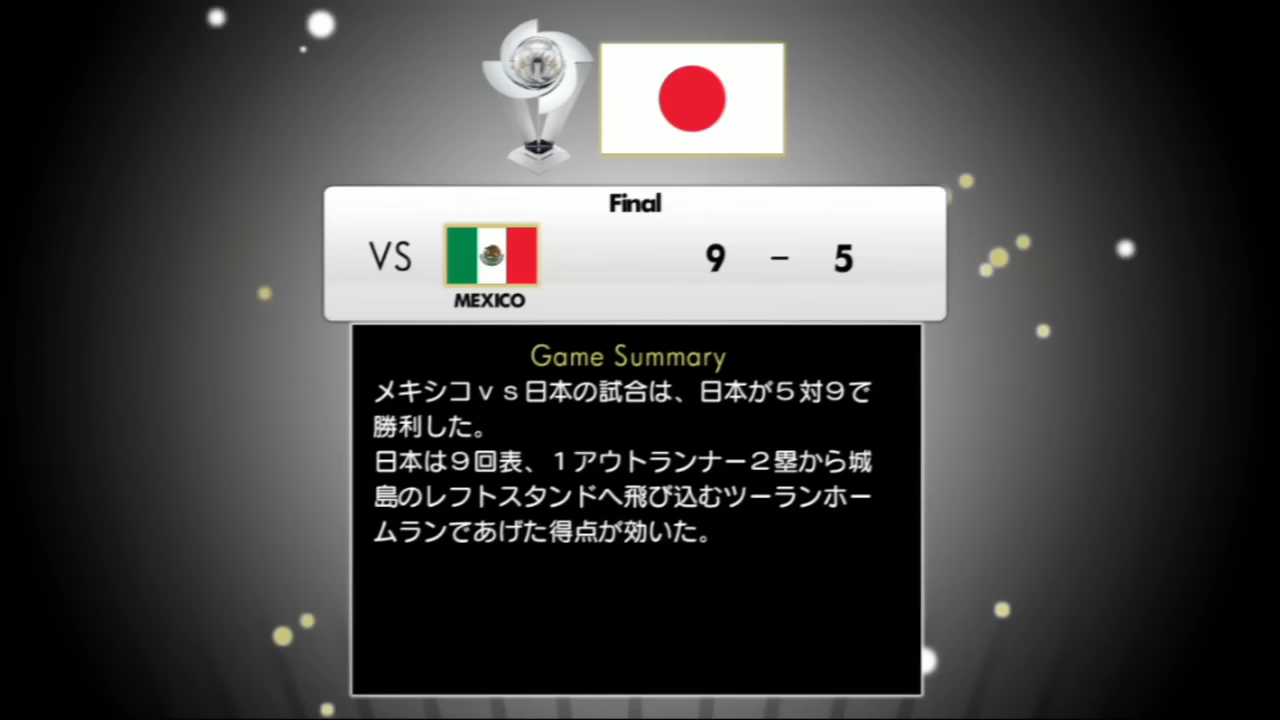 Final
VS
9 - 5
MEXICO
Game Summary
メキシコｖｓ日本の試合は、日本が５対９で
勝利した。
日本は９回表、１アウトランナー２塁から城
島のレフトスタンドへ飛び込むツーランホー
ムランであげた得点が効いた。